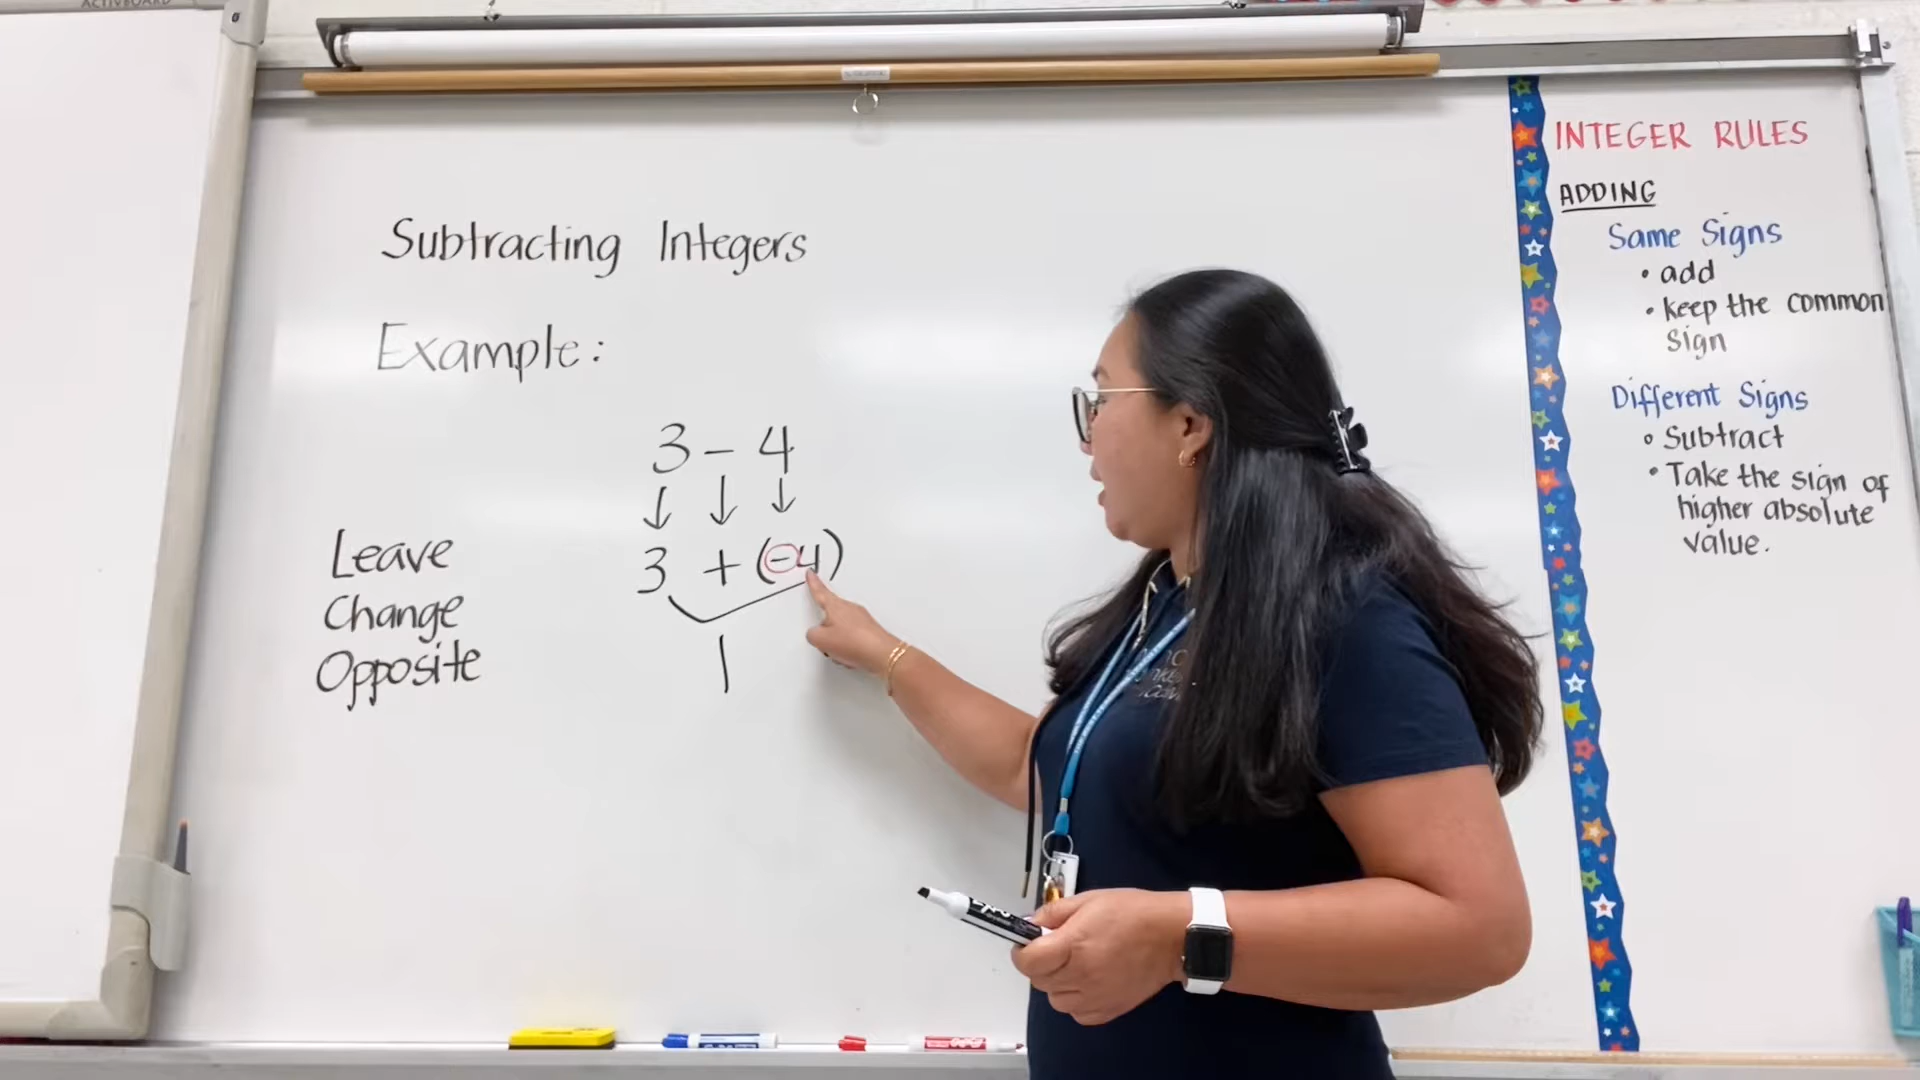 ACTIVBOARD
Subtracting Integers
Example:
3 - 4
↓ ↓ ↓
3 + (-4)
1
Leave
Change
Opposite
INTEGER RULES
ADDING
Same Signs
• add
• keep the common
sign
Different Signs
• Subtract
• Take the sign of
higher absolute
value.